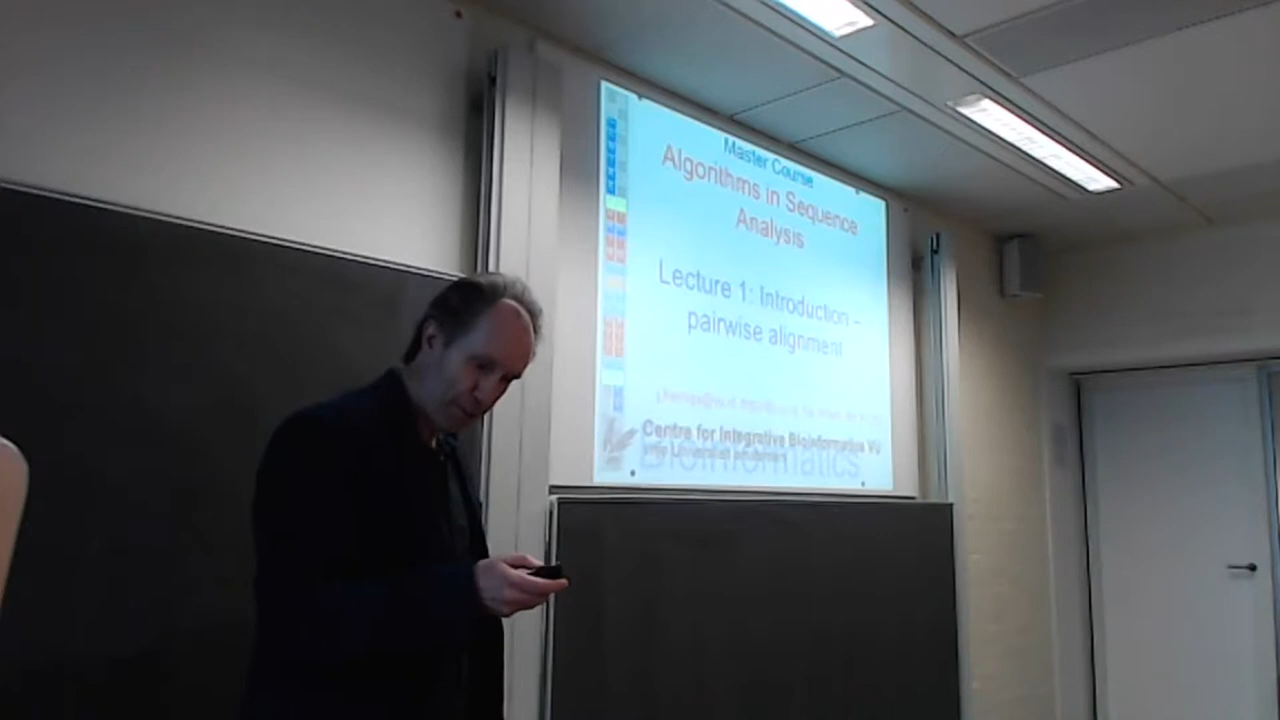 Master Course
Algorithms in Sequence
Analysis
Lecture 1: Introduction –
pairwise alignment
Centre for Integrative Bioinformatics VU
Bioinformatics